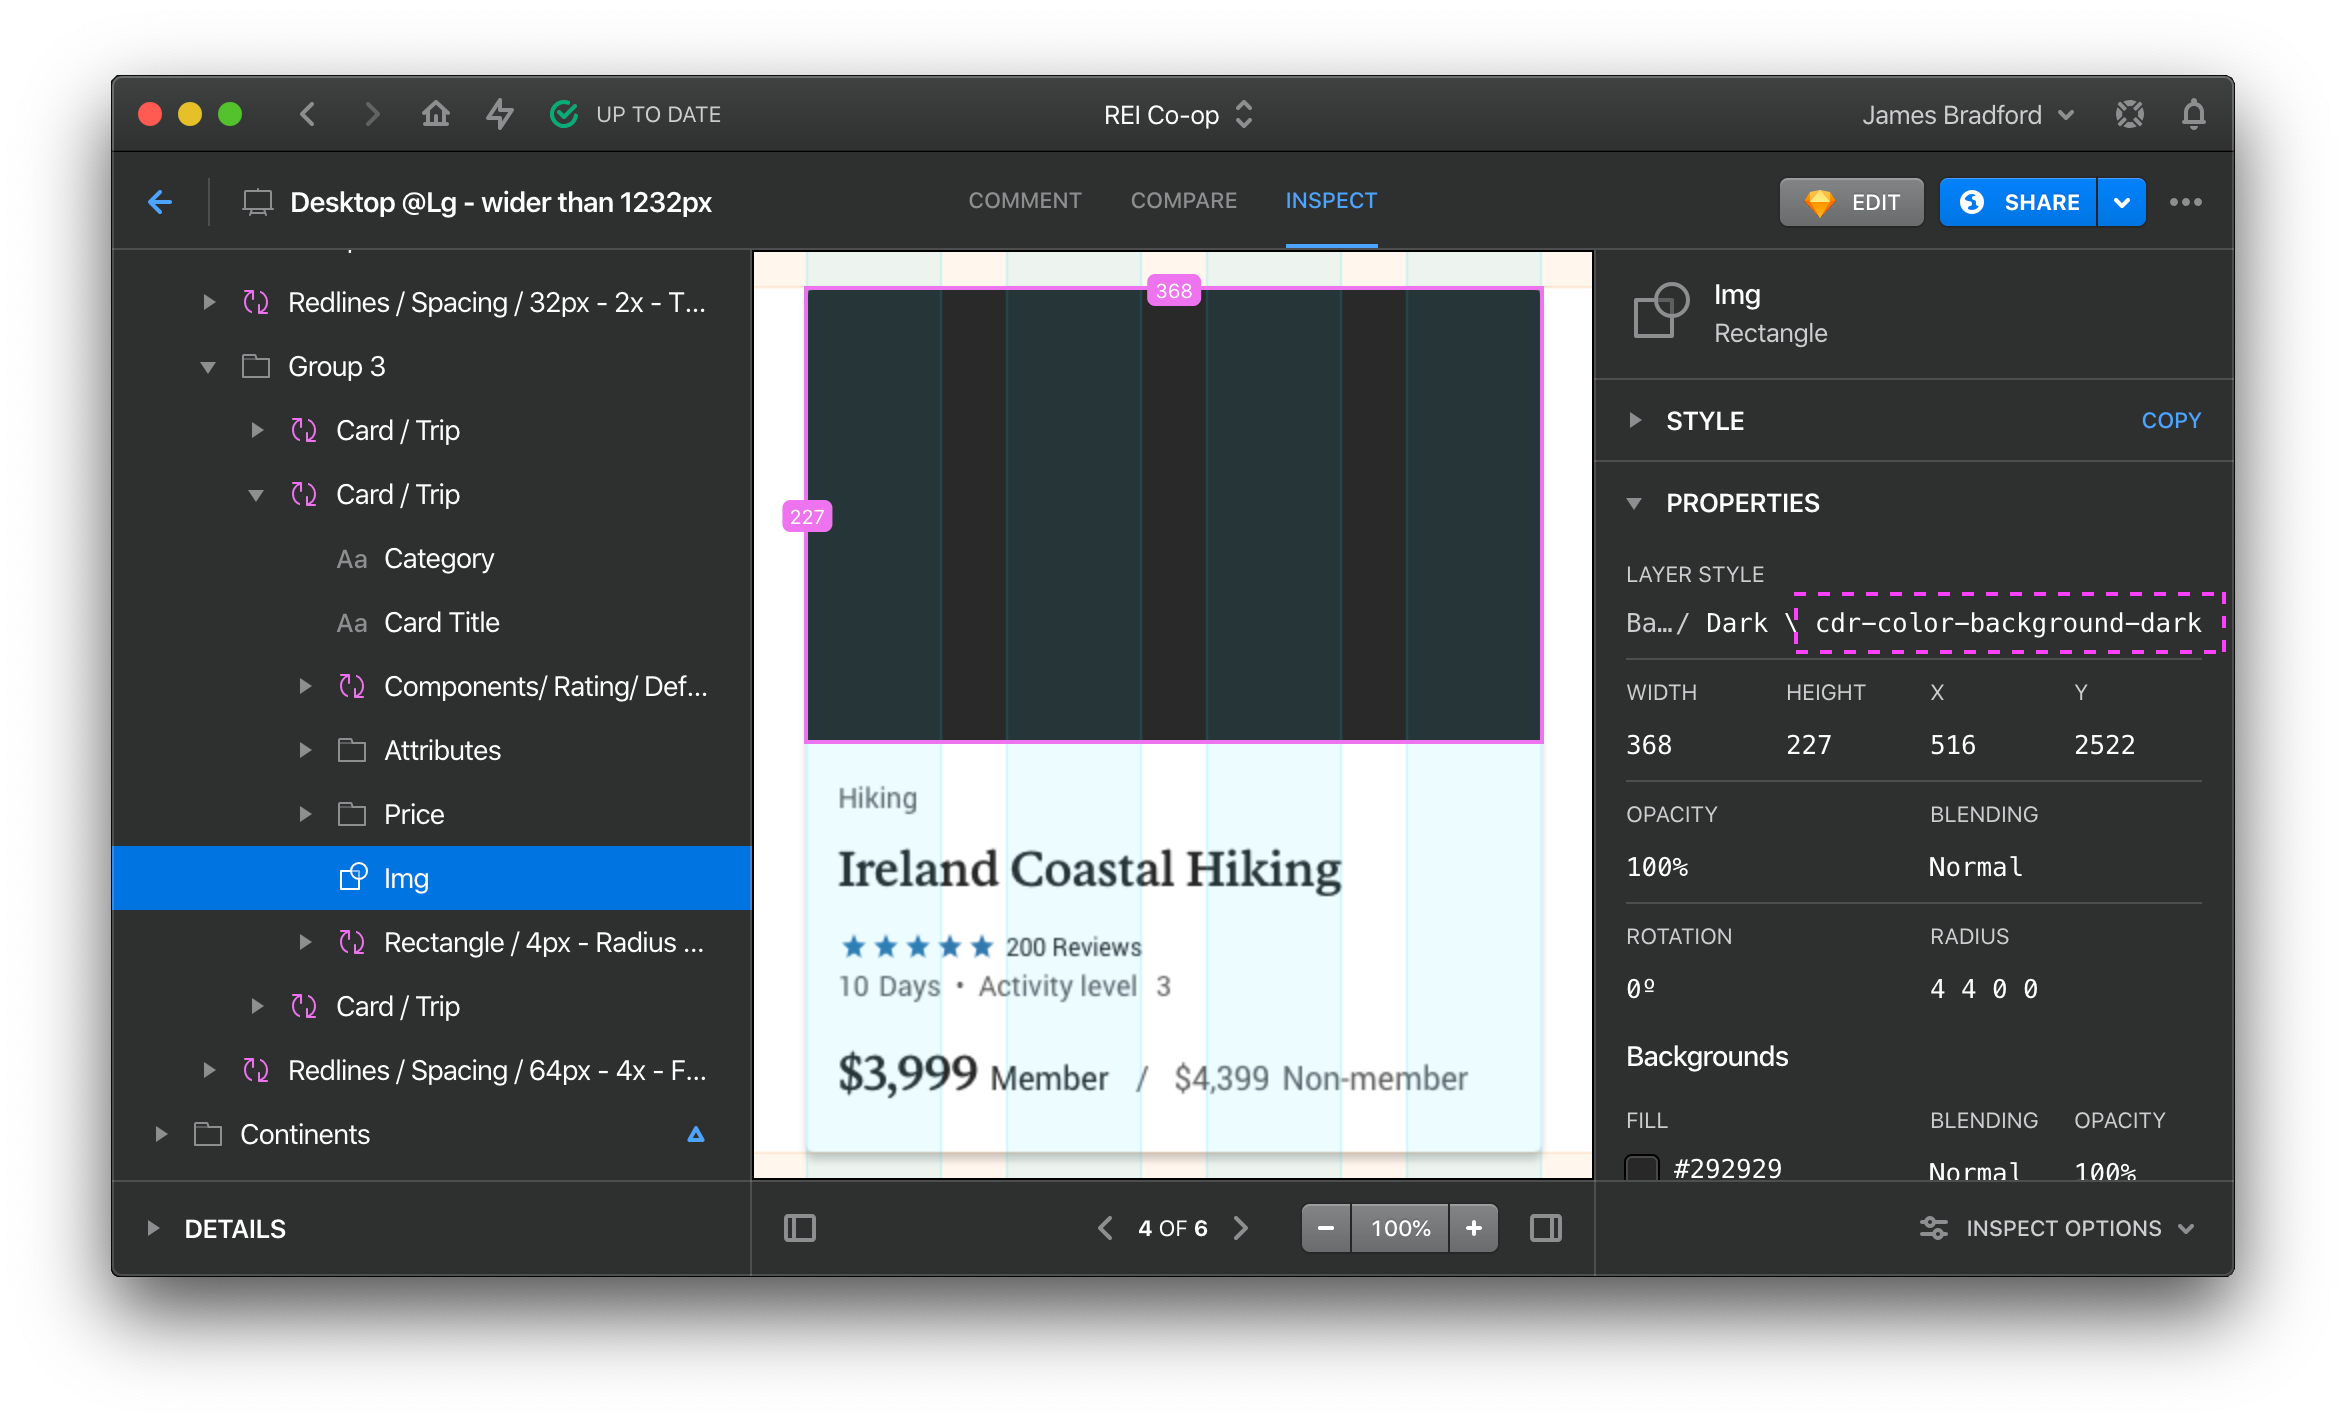 UP TO DATE
REI Co-op
James Bradford
Desktop @Lg - wider than 1232px
COMMENT
COMPARE
INSPECT
EDIT
SHARE
Redlines / Spacing / 32px - 2x - T...
Group 3
Card / Trip
Card / Trip
Aa Category
Aa Card Title
Components/ Rating/ Def...
Attributes
Price
Img
Rectangle / 4px - Radius ...
Card / Trip
Redlines / Spacing / 64px - 4x - F...
Continents
DETAILS
368
227
Hiking
Ireland Coastal Hiking
200 Reviews
10 Days • Activity level 3
$3,999 Member / $4,399 Non-member
4 OF 6
100%
Img
Rectangle
STYLE COPY
PROPERTIES
LAYER STYLE
Ba…/ Dark \ cdr-color-background-dark
WIDTH HEIGHT X Y
368 227 516 2522
OPACITY BLENDING
100% Normal
ROTATION RADIUS
0º 4 4 0 0
Backgrounds
FILL BLENDING OPACITY
#292929 Normal 100%
INSPECT OPTIONS